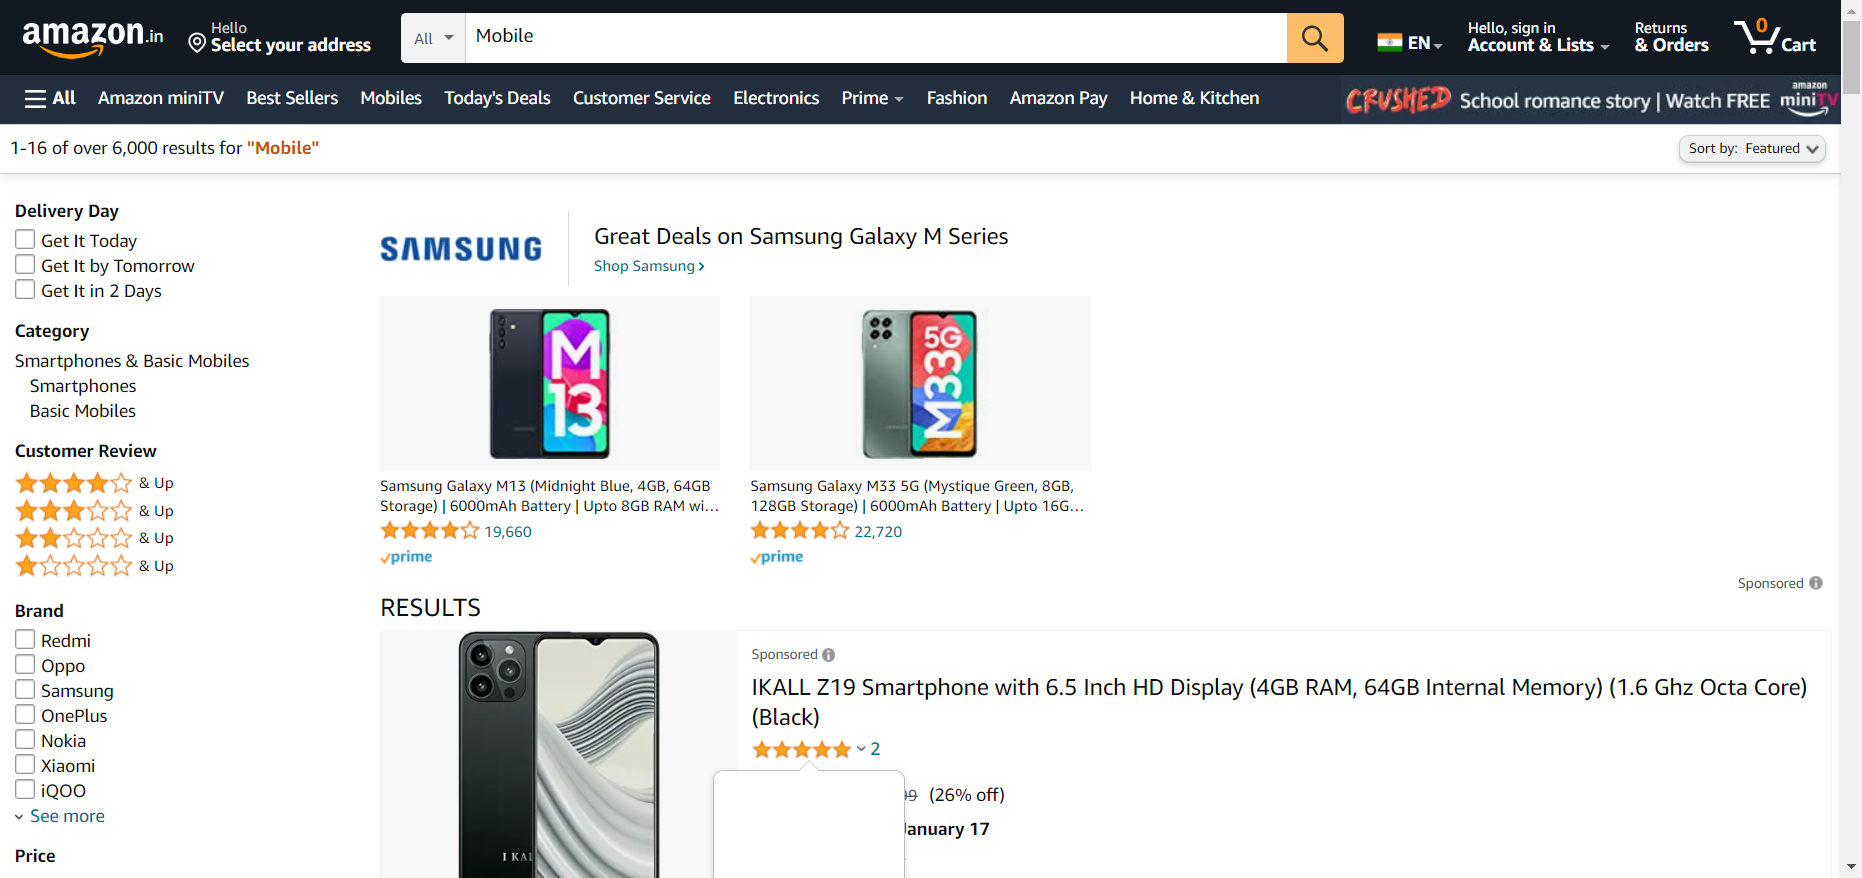 amazon.in
Hello
Select your address
All
Mobile
EN
Hello, sign in
Account & Lists
Returns
& Orders
0
Cart
All
Amazon miniTV
Best Sellers
Mobiles
Today's Deals
Customer Service
Electronics
Prime
Fashion
Amazon Pay
Home & Kitchen
CRUSHED School romance story | Watch FREE
amazon
miniTV
1-16 of over 6,000 results for "Mobile"
Sort by: Featured
Delivery Day
Get It Today
Get It by Tomorrow
Get It in 2 Days
Category
Smartphones & Basic Mobiles
Smartphones
Basic Mobiles
Customer Review
& Up
& Up
& Up
& Up
Brand
Redmi
Oppo
Samsung
OnePlus
Nokia
Xiaomi
iQOO
See more
Price
SAMSUNG
Great Deals on Samsung Galaxy M Series
Shop Samsung ›
M
13
5G
M33
Samsung Galaxy M13 (Midnight Blue, 4GB, 64GB
Storage) | 6000mAh Battery | Upto 8GB RAM wi...
19,660
prime
Samsung Galaxy M33 5G (Mystique Green, 8GB,
128GB Storage) | 6000mAh Battery | Upto 16G...
22,720
prime
Sponsored
RESULTS
I KAL
Sponsored
IKALL Z19 Smartphone with 6.5 Inch HD Display (4GB RAM, 64GB Internal Memory) (1.6 Ghz Octa Core)
(Black)
2
99 (26% off)
January 17